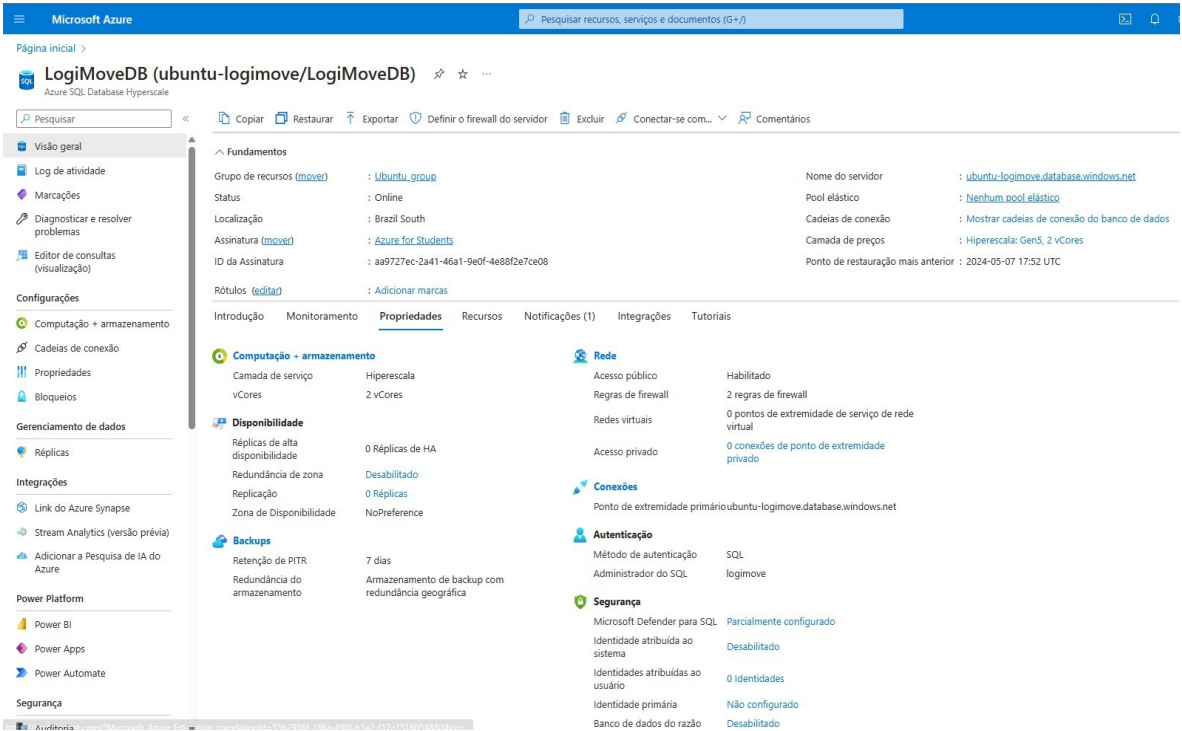 Microsoft Azure
Pesquisar recursos, serviços e documentos (G+/)
Página inicial >
SQL
LogiMoveDB (ubuntu-logimove/LogiMoveDB)
Azure SQL Database Hyperscale
Pesquisar
Copiar
Restaurar
Exportar
Definir o firewall do servidor
Excluir
Conectar-se com...
Comentários
Visão geral
Log de atividade
Marcações
Diagnosticar e resolver
problemas
Editor de consultas
(visualização)
Configurações
Computação + armazenamento
Cadeias de conexão
Propriedades
Bloqueios
Gerenciamento de dados
Réplicas
Integrações
Link do Azure Synapse
Stream Analytics (versão prévia)
Adicionar a Pesquisa de IA do
Azure
Power Platform
Power BI
Power Apps
Power Automate
Segurança
Auditoria
Fundamentos
Grupo de recursos (mover) : Ubuntu_group
Status : Online
Localização : Brazil South
Assinatura (mover) : Azure for Students
ID da Assinatura : aa9727ec-2a41-46a1-9e0f-4e88f2e7ce08
Rótulos (editar) : Adicionar marcas
Nome do servidor : ubuntu-logimove.database.windows.net
Pool elástico : Nenhum pool elástico
Cadeias de conexão : Mostrar cadeias de conexão do banco de dados
Camada de preços : Hiperescala: Gen5, 2 vCores
Ponto de restauração mais anterior : 2024-05-07 17:52 UTC
Introdução Monitoramento Propriedades Recursos Notificações (1) Integrações Tutoriais
Computação + armazenamento
Camada de serviço Hiperescala
vCores 2 vCores
Disponibilidade
Réplicas de alta
disponibilidade 0 Réplicas de HA
Redundância de zona Desabilitado
Replicação 0 Réplicas
Zona de Disponibilidade NoPreference
Backups
Retenção de PITR 7 dias
Redundância do
armazenamento
Armazenamento de backup com
redundância geográfica
Rede
Acesso público Habilitado
Regras de firewall 2 regras de firewall
Redes virtuais
0 pontos de extremidade de serviço de rede
virtual
Acesso privado
0 conexões de ponto de extremidade
privado
Conexões
Ponto de extremidade primário ubuntu-logimove.database.windows.net
Autenticação
Método de autenticação SQL
Administrador do SQL logimove
Segurança
Microsoft Defender para SQL Parcialmente configurado
Identidade atribuída ao
sistema Desabilitado
Identidades atribuídas ao
usuário 0 Identidades
Identidade primária Não configurado
Banco de dados do razão Desabilitado